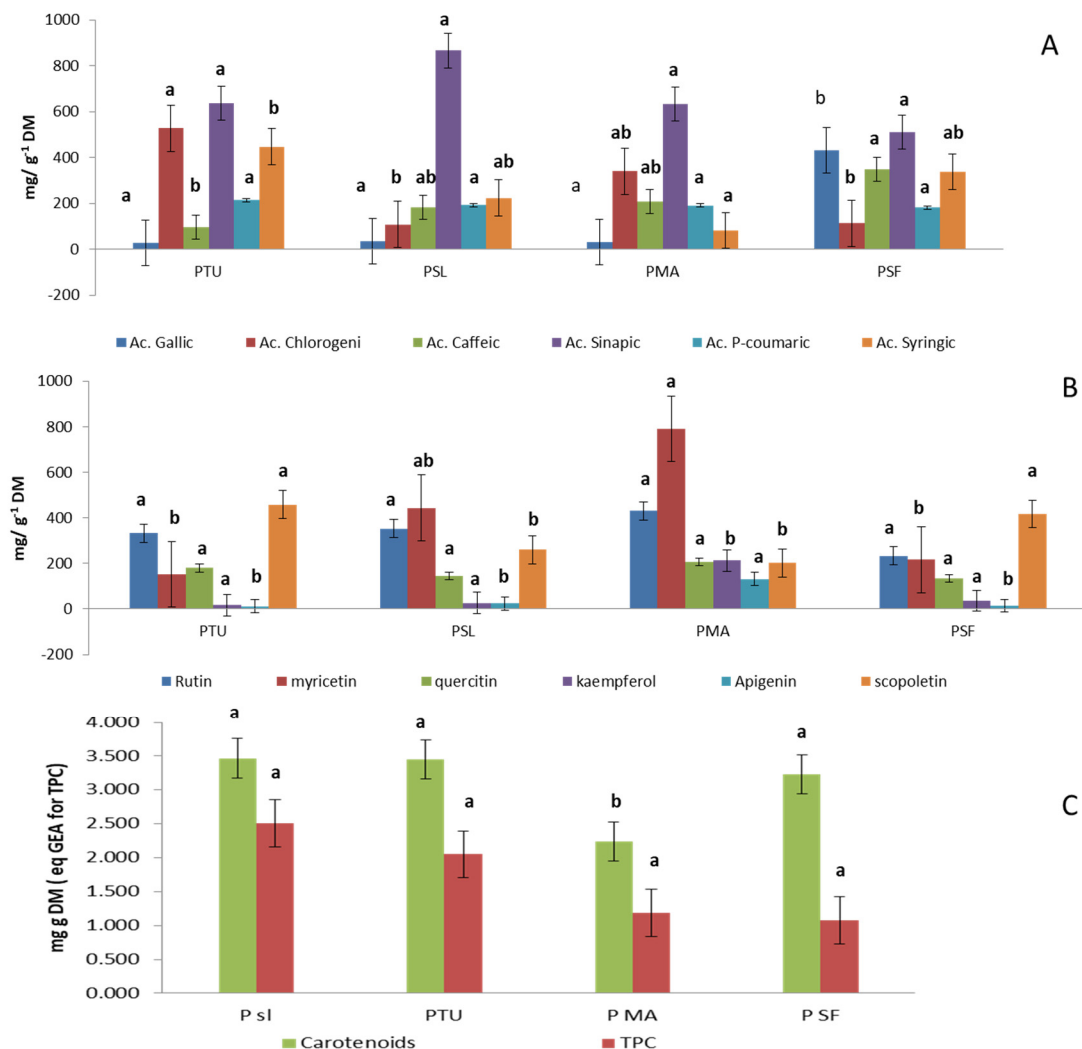 A
mg/ g⁻¹ DM
1000
800
600
400
200
0
-200
a a b a a b
a b ab a a ab
a ab ab a a a
b b a a a ab
PTU PSL PMA PSF
Ac. Gallic Ac. Chlorogeni Ac. Caffeic Ac. Sinapic Ac. P-coumaric Ac. Syringic
B
mg/ g⁻¹ DM
1000
800
600
400
200
0
-200
a b a a b a
a ab a a b b
a a a b a b
a b a a b a
PTU PSL PMA PSF
Rutin myricetin quercitin kaempferol Apigenin scopoletin
C
mg g DM ( eq GEA for TPC)
4.000
3.500
3.000
2.500
2.000
1.500
1.000
0.500
0.000
a a a a b a a a
P sl PTU P MA P SF
Carotenoids TPC